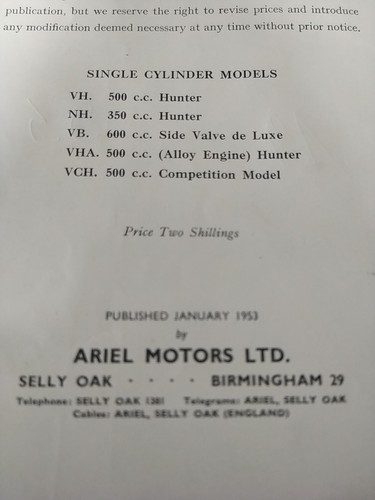 publication, but we reserve the right to revise prices and introduce
any modification deemed necessary at any time without prior notice.
SINGLE CYLINDER MODELS
VH. 500 c.c. Hunter
NH. 350 c.c. Hunter
VB. 600 c.c. Side Valve de Luxe
VHA. 500 c.c. (Alloy Engine) Hunter
VCH. 500 c.c. Competition Model
Price Two Shillings
PUBLISHED JANUARY 1953
by
ARIEL MOTORS LTD.
SELLY OAK · · · · BIRMINGHAM 29
Telephone: SELLY OAK 1381 Telegrams: ARIEL, SELLY OAK
Cables: ARIEL, SELLY OAK (ENGLAND)